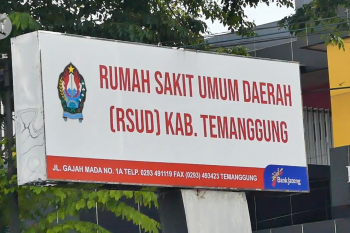 RUMAH SAKIT UMUM DAERAH
(RSUD) KAB. TEMANGGUNG
JL. GAJAH MADA NO. 1A TELP. 0293 491119 FAX (0293) 493423 TEMANGGUNG
Bank Jateng